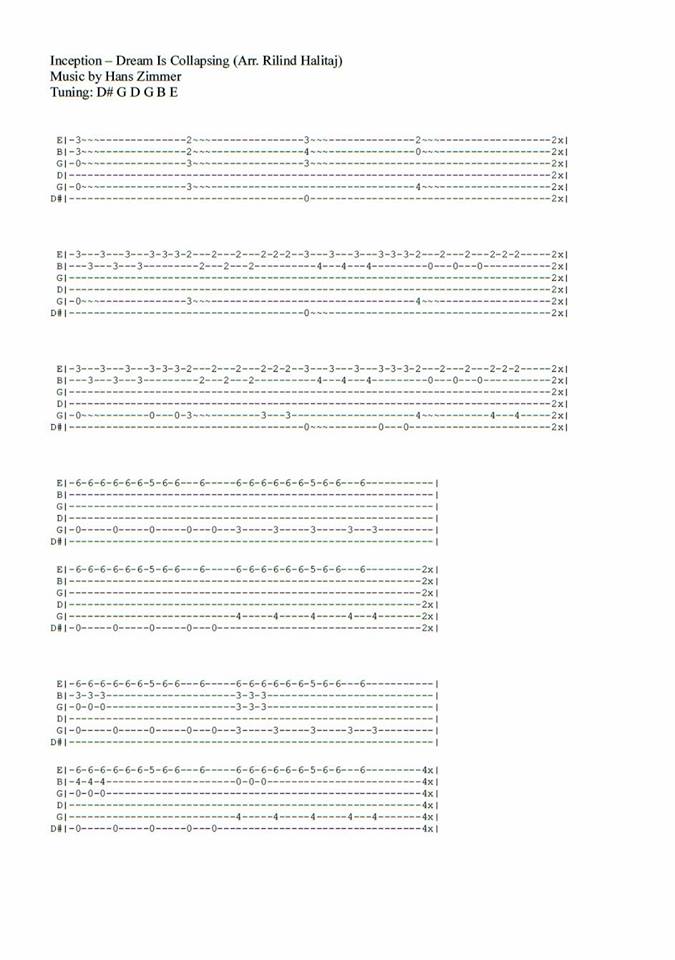 Inception – Dream Is Collapsing (Arr. Rilind Halitaj)
Music by Hans Zimmer
Tuning: D# G D G B E
E|-3~~~--------------2~~~---------------3~~~--------------2~~~------------------2x|
B|-3~~~--------------2~~~---------------4~~~--------------0~~~------------------2x|
G|-0~~~--------------3~~~---------------3~~~------------------------------------2x|
D|------------------------------------------------------------------------------2x|
G|-0~~~--------------3~~~---------------------------------4~~~------------------2x|
D#|-------------------------------------0---------------------------------------2x|
E|-3---3---3---3-3-3-2---2---2---2-2-2--3---3---3---3-3-3-2---2---2---2-2-2-----2x|
B|---3---3---3---------2---2---2----------4---4---4---------0---0---0-----------2x|
G|------------------------------------------------------------------------------2x|
D|------------------------------------------------------------------------------2x|
G|-0~~~--------------3~~~---------------------------------4~~~------------------2x|
D#|-------------------------------------0~~~------------------------------------2x|
E|-3---3---3---3-3-3-2---2---2---2-2-2--3---3---3---3-3-3-2---2---2---2-2-2-----2x|
B|---3---3---3---------2---2---2----------4---4---4---------0---0---0-----------2x|
G|------------------------------------------------------------------------------2x|
D|------------------------------------------------------------------------------2x|
G|-0~~~--------0---0-3~~~-------3---3---------------------4~~~--------4---4-----2x|
D#|-------------------------------------0~~~--------0---0-----------------------2x|
E|-6-6-6-6-6-6-5-6-6---6-----6-6-6-6-6-6-5-6-6---6-----------|
B|-----------------------------------------------------------|
G|-----------------------------------------------------------|
D|-----------------------------------------------------------|
G|-0-----0-----0-----0---0---3-----3-----3-----3---3---------|
D#|-----------------------------------------------------------|
E|-6-6-6-6-6-6-5-6-6---6-----6-6-6-6-6-6-5-6-6---6---------2x|
B|---------------------------------------------------------2x|
G|---------------------------------------------------------2x|
D|---------------------------------------------------------2x|
G|---------------------------4-----4-----4-----4---4-------2x|
D#|-0-----0-----0-----0---0---------------------------------2x|
E|-6-6-6-6-6-6-5-6-6---6-----6-6-6-6-6-6-5-6-6---6-----------|
B|-3-3-3---------------------3-3-3---------------------------|
G|-0-0-0---------------------3-3-3---------------------------|
D|-----------------------------------------------------------|
G|-0-----0-----0-----0---0---3-----3-----3-----3---3---------|
D#|-----------------------------------------------------------|
E|-6-6-6-6-6-6-5-6-6---6-----6-6-6-6-6-6-5-6-6---6---------4x|
B|-4-4-4---------------------0-0-0-------------------------4x|
G|-0-0-0---------------------------------------------------4x|
D|---------------------------------------------------------4x|
G|---------------------------4-----4-----4-----4---4-------4x|
D#|-0-----0-----0-----0---0---------------------------------4x|